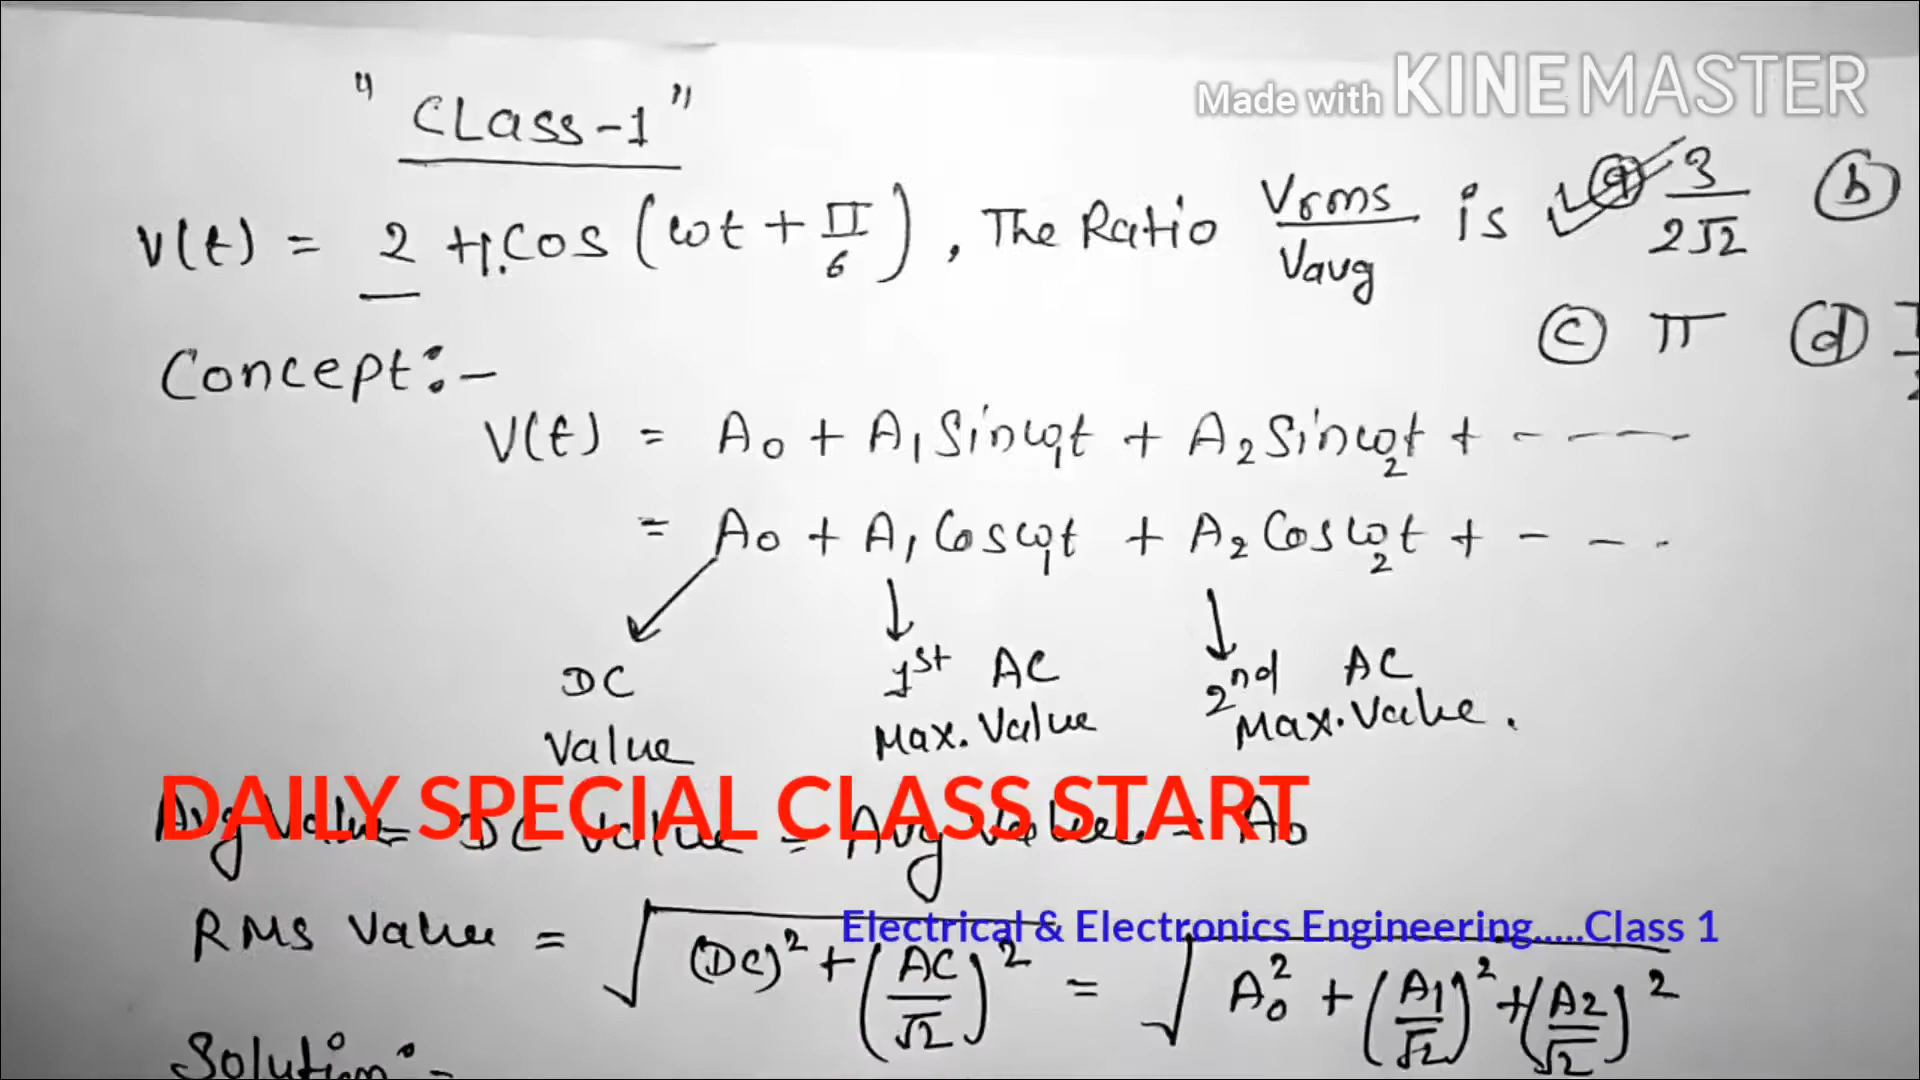 Made with KINEMASTER
" CLass-1 "
V(t) = 2 + 1.Cos (ωt + π/6), The Ratio Vrms/Vavg is ⓐ 3/2√2 ⓑ
ⓒ π ⓓ
Concept:-
V(t) = A0 + A1 Sinω1t + A2 Sinω2t + - - - -
= A0 + A1 Cosω1t + A2 Cosω2t + - - -
DC Value
1st AC Max. Value
2nd AC Max. Value.
DAILY SPECIAL CLASS START
Avg Value = DC Value = Avg Value = A0
Electrical & Electronics Engineering.....Class 1
RMS Value = √(DC)² + (AC/√2)² = √A0² + (A1/√2)² + (A2/√2)²
Solution:-